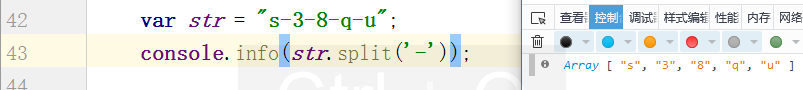 42 var str = "s-3-8-q-u";
43 console.info(str.split('-'));
44
查看 控制 调试 样式编辑 性能 内存 网络
Array [ "s", "3", "8", "q", "u" ]